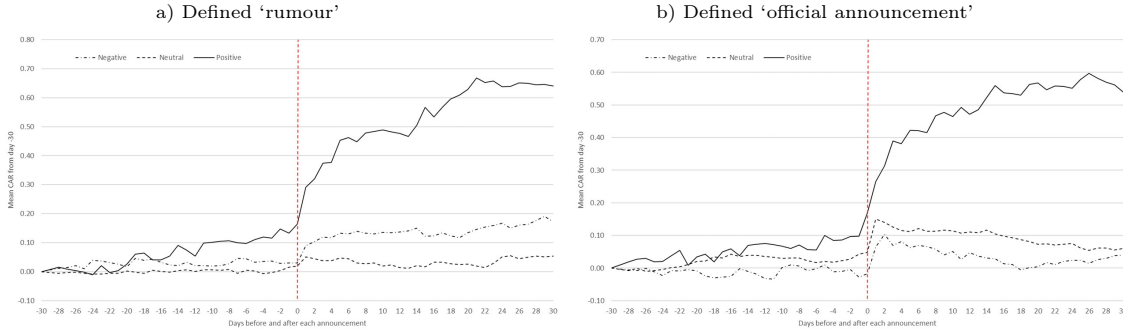 a) Defined ‘rumour’
0.80
0.70
0.60
0.50
0.40
0.30
0.20
0.10
0.00
-0.10
Mean CAR from day -30
Negative Neutral Positive
-30 -28 -26 -24 -22 -20 -18 -16 -14 -12 -10 -8 -6 -4 -2 0 2 4 6 8 10 12 14 16 18 20 22 24 26 28 30
Days before and after each announcement
b) Defined ‘official announcement’
0.70
0.60
0.50
0.40
0.30
0.20
0.10
0.00
-0.10
Mean CAR from day -30
Negative Neutral Positive
-30 -28 -26 -24 -22 -20 -18 -16 -14 -12 -10 -8 -6 -4 -2 0 2 4 6 8 10 12 14 16 18 20 22 24 26 28 30
Days before and after each announcement